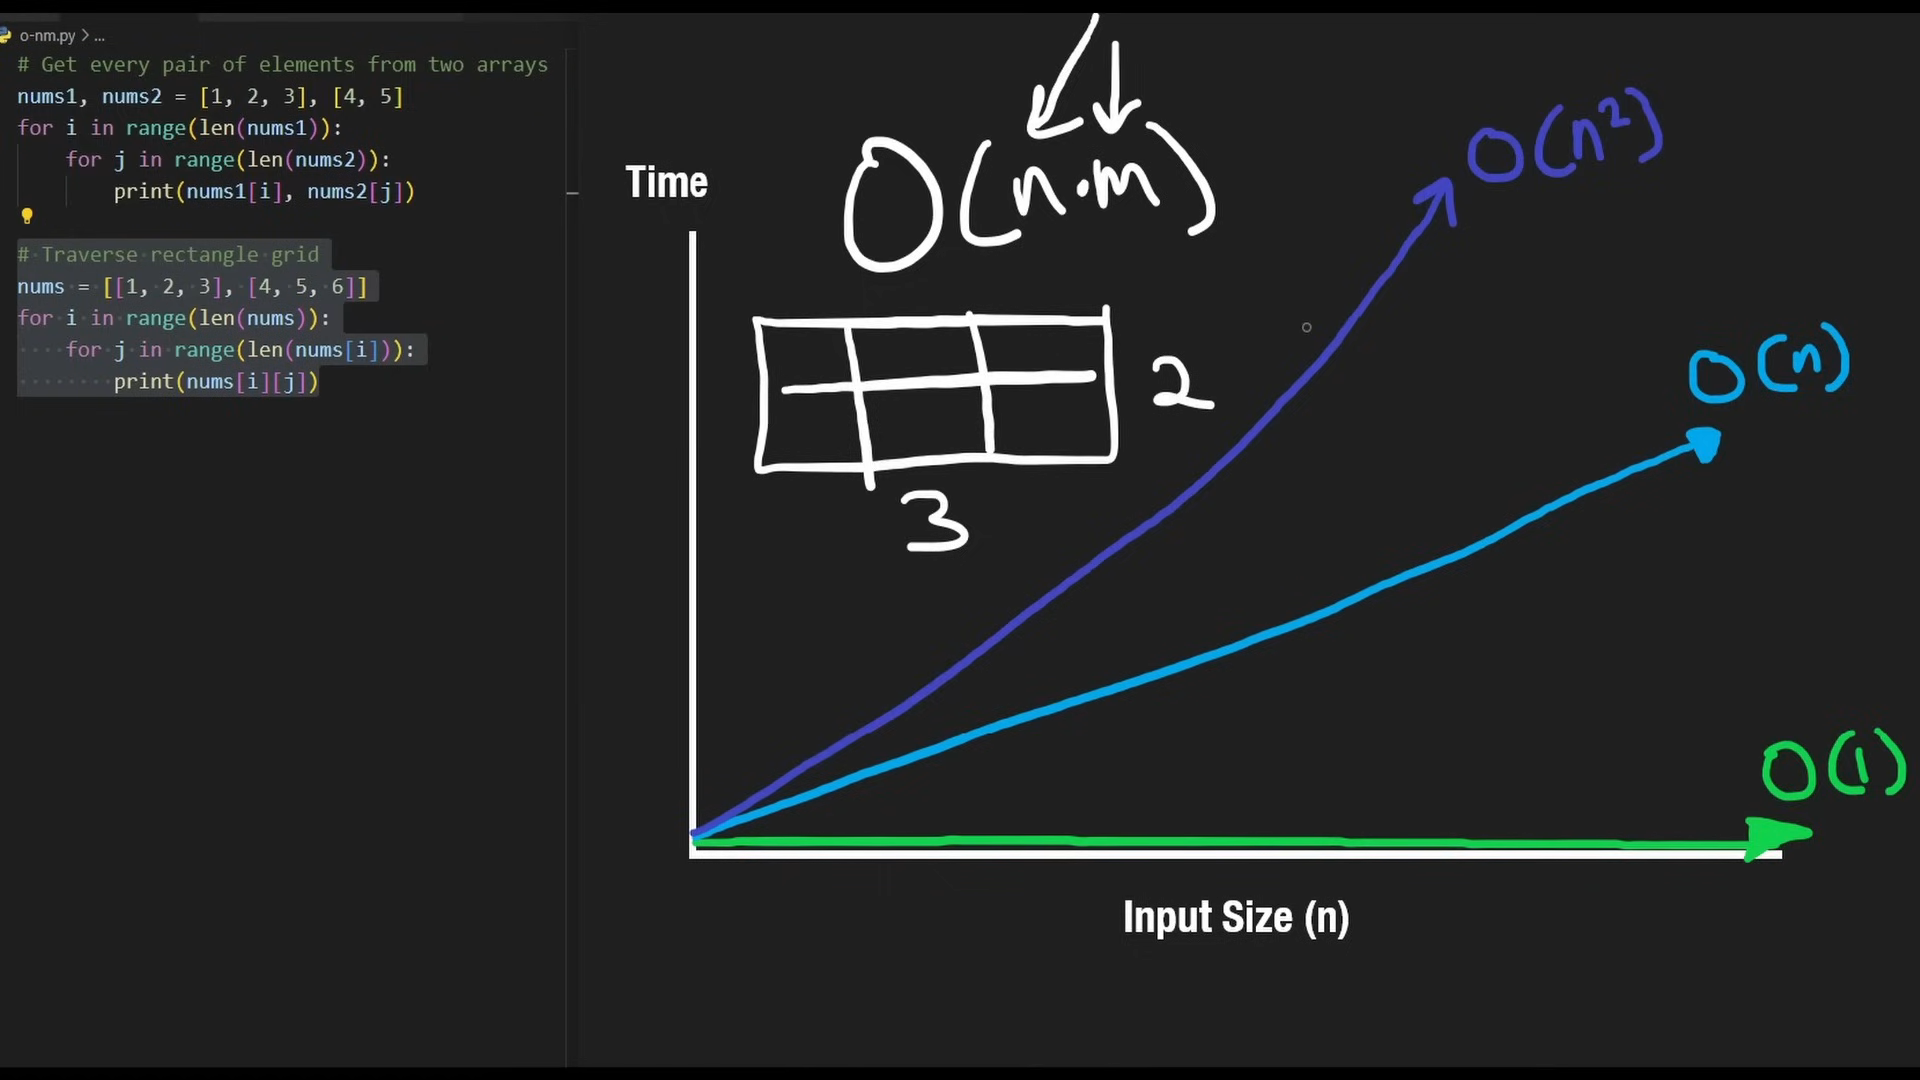 o-nm.py > ...
# Get every pair of elements from two arrays
nums1, nums2 = [1, 2, 3], [4, 5]
for i in range(len(nums1)):
    for j in range(len(nums2)):
        print(nums1[i], nums2[j])
# Traverse rectangle grid
nums = [[1, 2, 3], [4, 5, 6]]
for i in range(len(nums)):
    for j in range(len(nums[i])):
        print(nums[i][j])
Time
O(n·m)
O(n²)
2
3
O(n)
O(1)
Input Size (n)